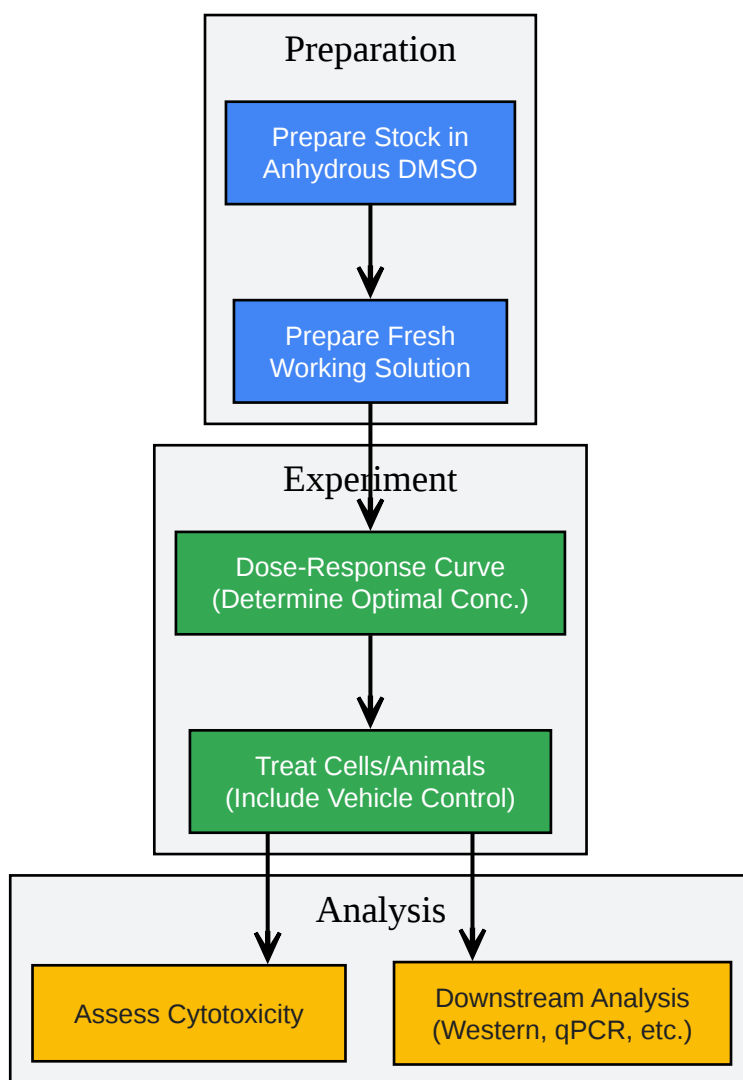 Preparation
Prepare Stock in
Anhydrous DMSO
Prepare Fresh
Working Solution
Experiment
Dose-Response Curve
(Determine Optimal Conc.)
Treat Cells/Animals
(Include Vehicle Control)
Analysis
Assess Cytotoxicity
Downstream Analysis
(Western, qPCR, etc.)